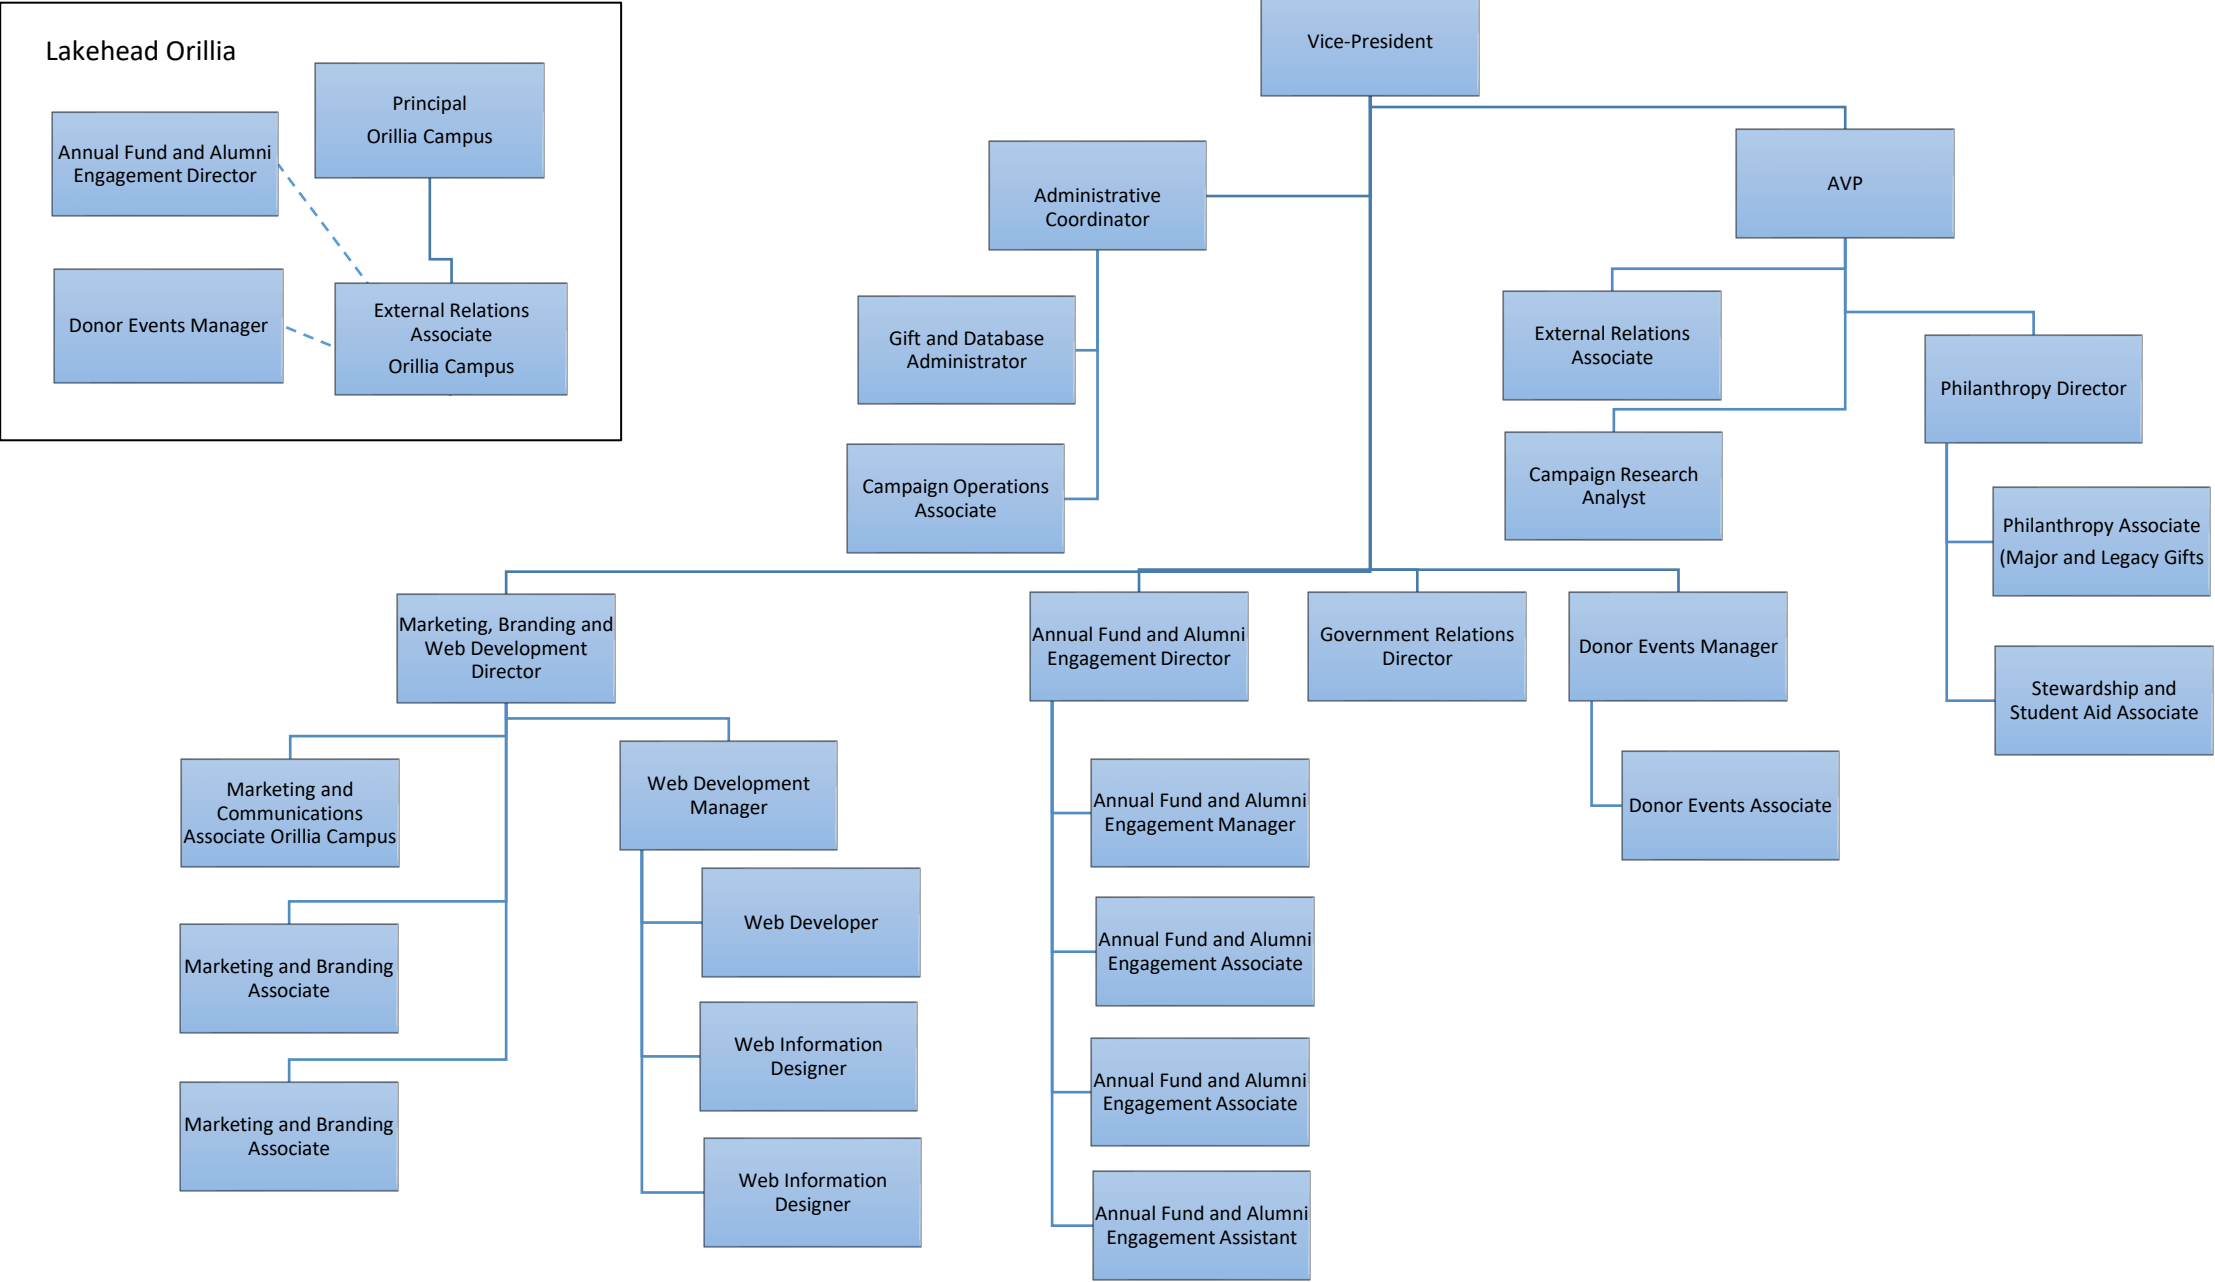 Lakehead Orillia
Principal
Orillia Campus
Annual Fund and Alumni
Engagement Director
Donor Events Manager
External Relations
Associate
Orillia Campus
Vice-President
Administrative
Coordinator
AVP
Gift and Database
Administrator
Campaign Operations
Associate
External Relations
Associate
Campaign Research
Analyst
Philanthropy Director
Philanthropy Associate
(Major and Legacy Gifts
Stewardship and
Student Aid Associate
Marketing, Branding and
Web Development
Director
Annual Fund and Alumni
Engagement Director
Government Relations
Director
Donor Events Manager
Marketing and
Communications
Associate Orillia Campus
Marketing and Branding
Associate
Marketing and Branding
Associate
Web Development
Manager
Web Developer
Web Information
Designer
Web Information
Designer
Annual Fund and Alumni
Engagement Manager
Annual Fund and Alumni
Engagement Associate
Annual Fund and Alumni
Engagement Associate
Annual Fund and Alumni
Engagement Assistant
Donor Events Associate